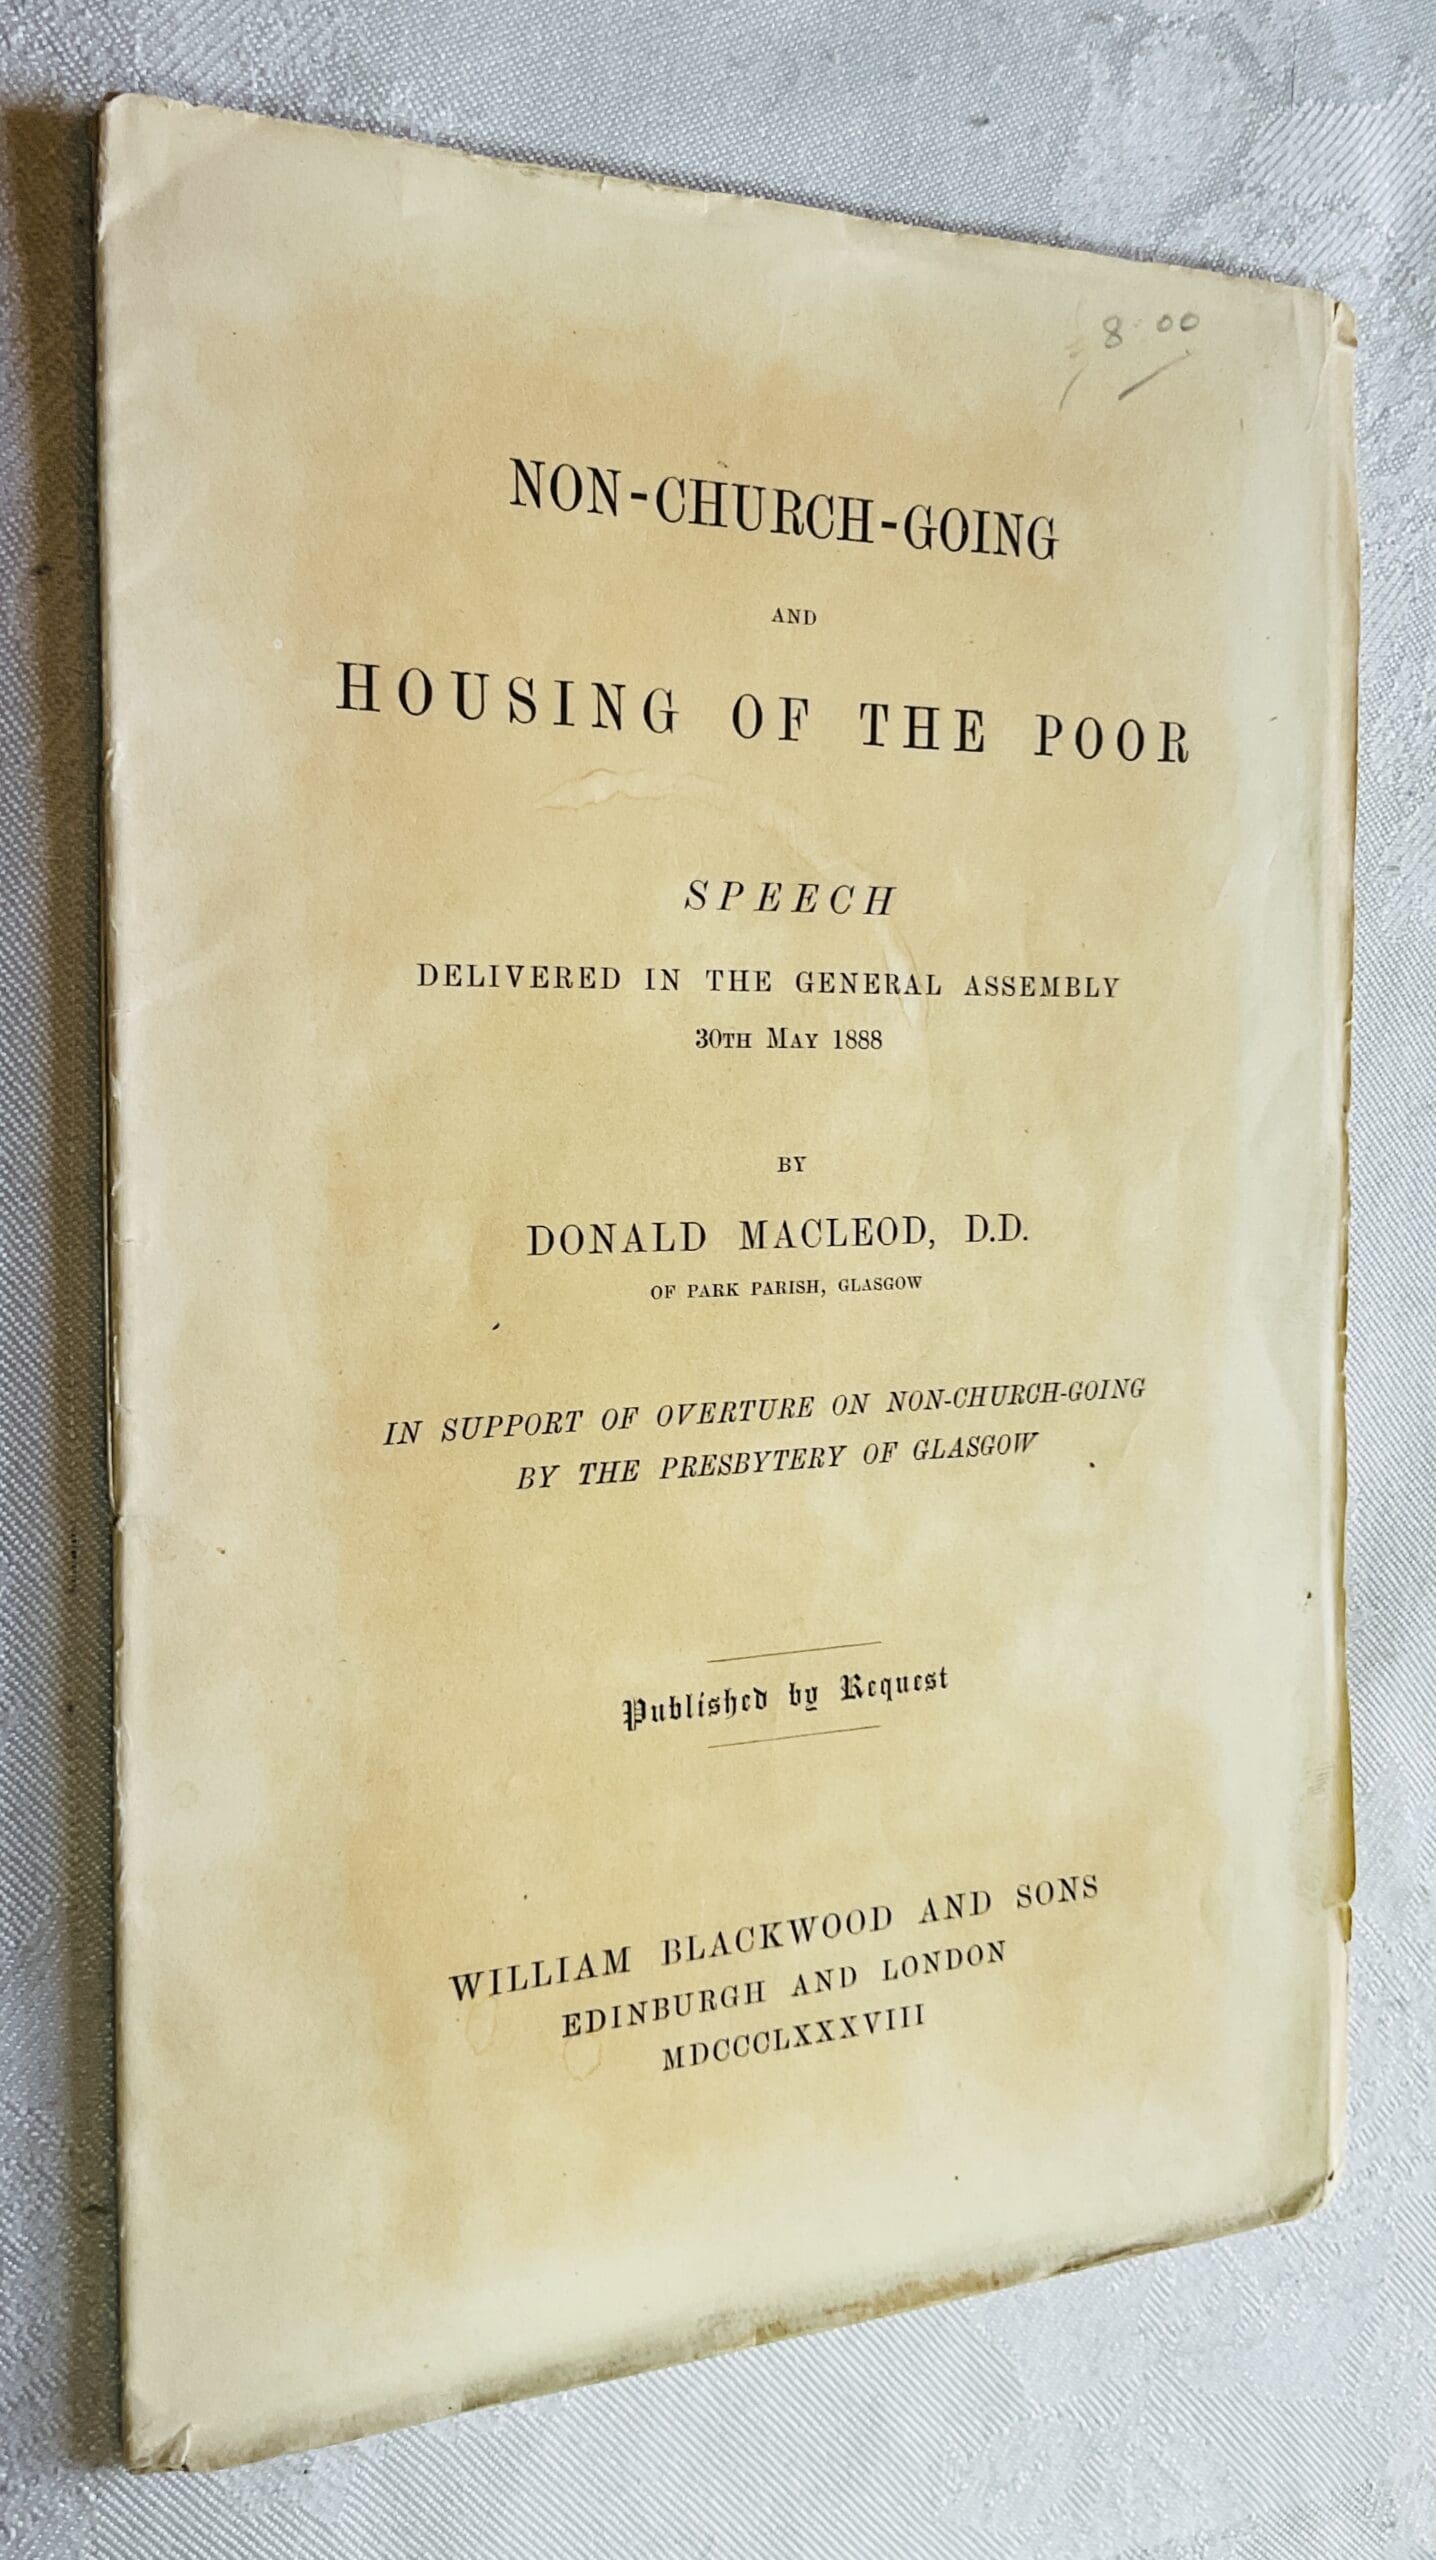 8.00
NON-CHURCH-GOING
AND
HOUSING OF THE POOR
SPEECH
DELIVERED IN THE GENERAL ASSEMBLY
30TH MAY 1888
BY
DONALD MACLEOD, D.D.
OF PARK PARISH, GLASGOW
IN SUPPORT OF OVERTURE ON NON-CHURCH-GOING
BY THE PRESBYTERY OF GLASGOW
Published by Request
WILLIAM BLACKWOOD AND SONS
EDINBURGH AND LONDON
MDCCCLXXXVIII